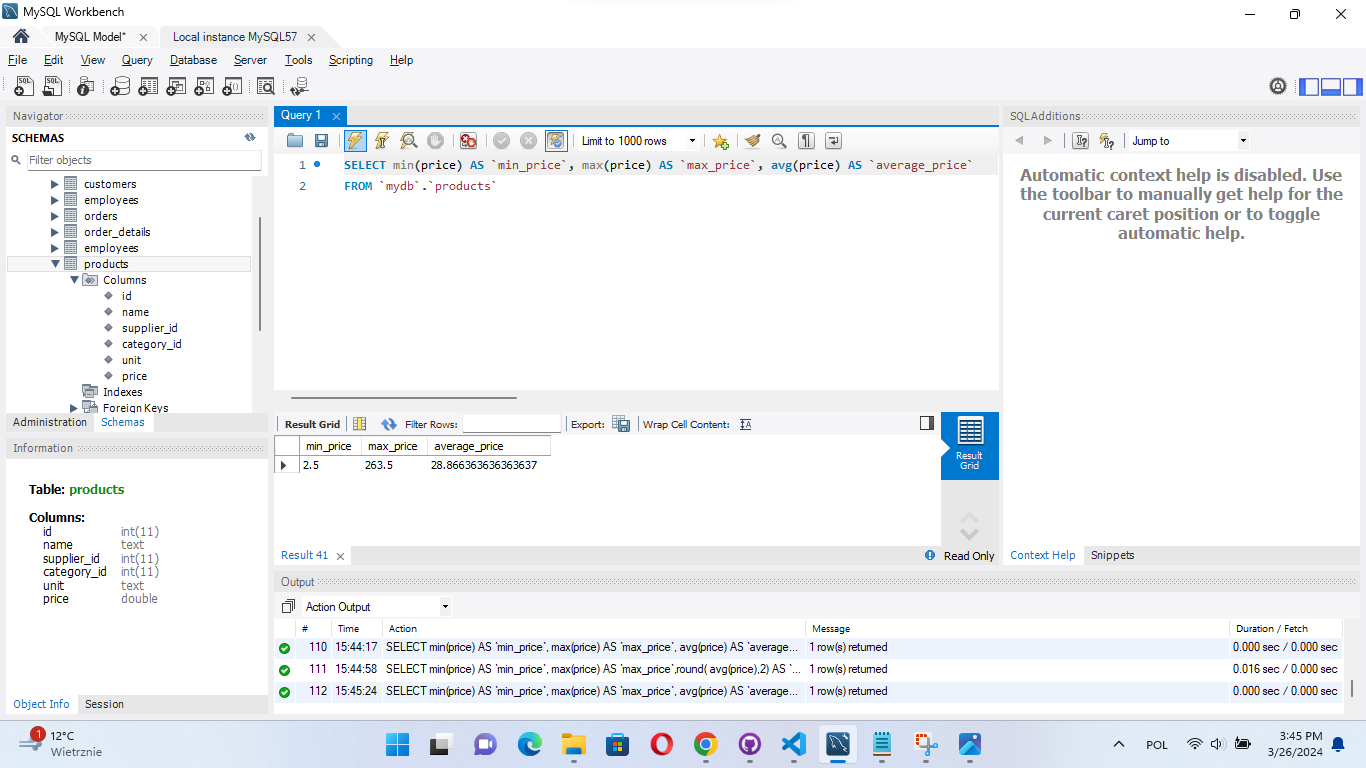 MySQL Workbench
MySQL Model*
Local instance MySQL57
File Edit View Query Database Server Tools Scripting Help
Navigator
SCHEMAS
Filter objects
customers
employees
orders
order_details
employees
products
Columns
id
name
supplier_id
category_id
unit
price
Indexes
Foreign Keys
Administration Schemas
Information
Table: products
Columns:
id int(11)
name text
supplier_id int(11)
category_id int(11)
unit text
price double
Object Info Session
Query 1
Limit to 1000 rows
1 SELECT min(price) AS `min_price`, max(price) AS `max_price`, avg(price) AS `average_price`
2 FROM `mydb`.`products`
Result Grid Filter Rows: Export: Wrap Cell Content:
min_price max_price average_price
2.5 263.5 28.866363636363637
Result
Grid
Result 41
Read Only
SQLAdditions
Jump to
Automatic context help is disabled. Use
the toolbar to manually get help for the
current caret position or to toggle
automatic help.
Context Help Snippets
Output
Action Output
# Time Action Message Duration / Fetch
110 15:44:17 SELECT min(price) AS `min_price`, max(price) AS `max_price`, avg(price) AS `average... 1 row(s) returned 0.000 sec / 0.000 sec
111 15:44:58 SELECT min(price) AS `min_price`, max(price) AS `max_price`,round( avg(price),2) AS `... 1 row(s) returned 0.016 sec / 0.000 sec
112 15:45:24 SELECT min(price) AS `min_price`, max(price) AS `max_price`, avg(price) AS `average... 1 row(s) returned 0.000 sec / 0.000 sec
1
12°C
Wietrznie
POL
3:45 PM
3/26/2024